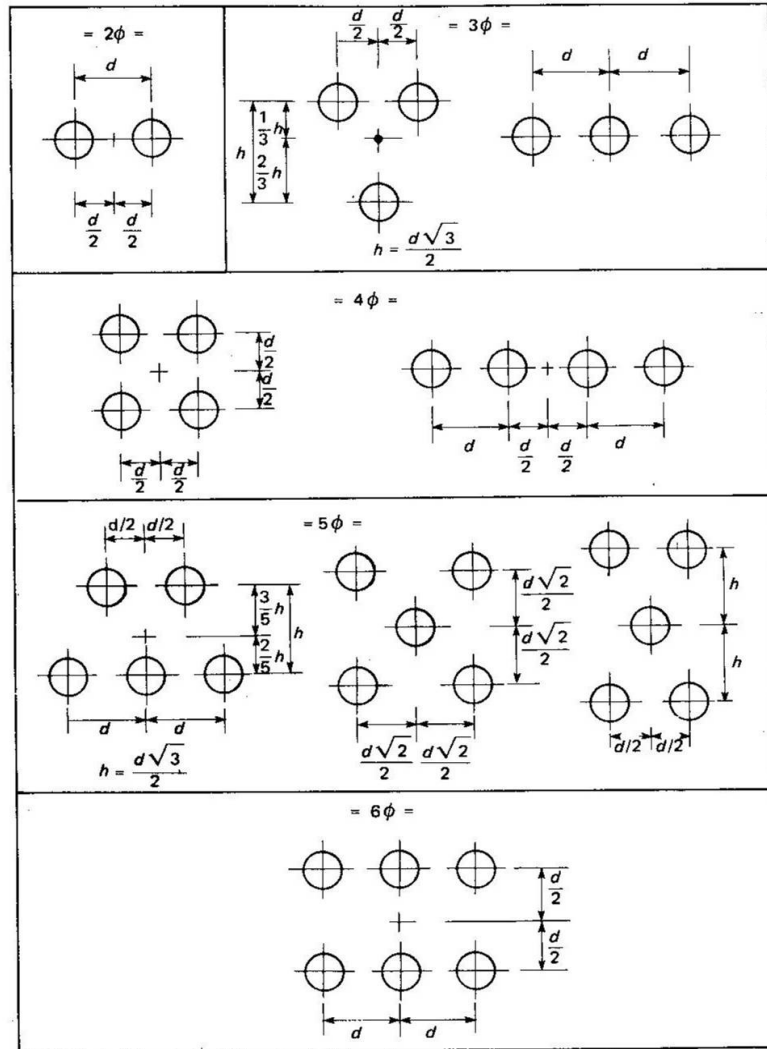 = 2ϕ =
d
d/2 d/2
= 3ϕ =
d/2 d/2
h
1/3 h
2/3 h
h = d√3/2
d d
= 4ϕ =
d/2
d/2
d/2 d/2
d d/2 d/2 d
= 5ϕ =
d/2 d/2
3/5 h
2/5 h
h
d d
h = d√3/2
d√2/2
d√2/2
d√2/2 d√2/2
h
h
d/2 d/2
= 6ϕ =
d/2
d/2
d d